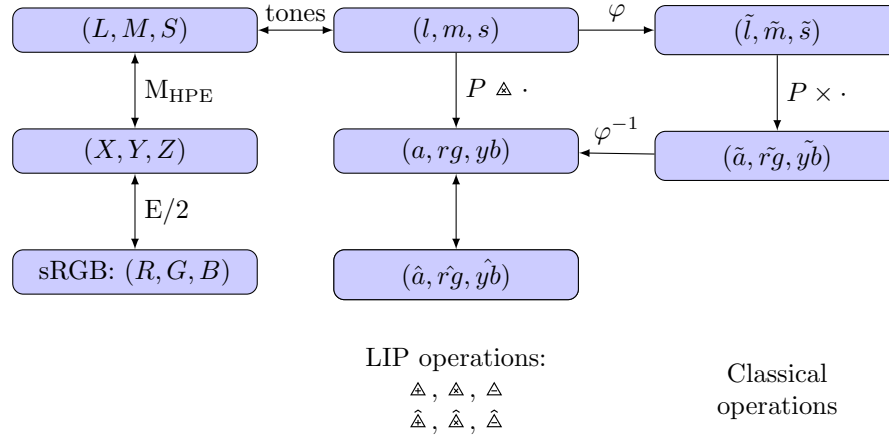 (L, M, S) tones (l, m, s) φ (l̃, m̃, s̃)
M_HPE P ⨹ · P × ·
(X, Y, Z) (a, rg, yb) φ⁻¹ (ã, r̃g, ỹb)
E/2
sRGB: (R, G, B) (â, r̂g, ŷb)
LIP operations:
⨹, ⨻, ⨺
⨹̂, ⨻̂, ⨺̂
Classical
operations